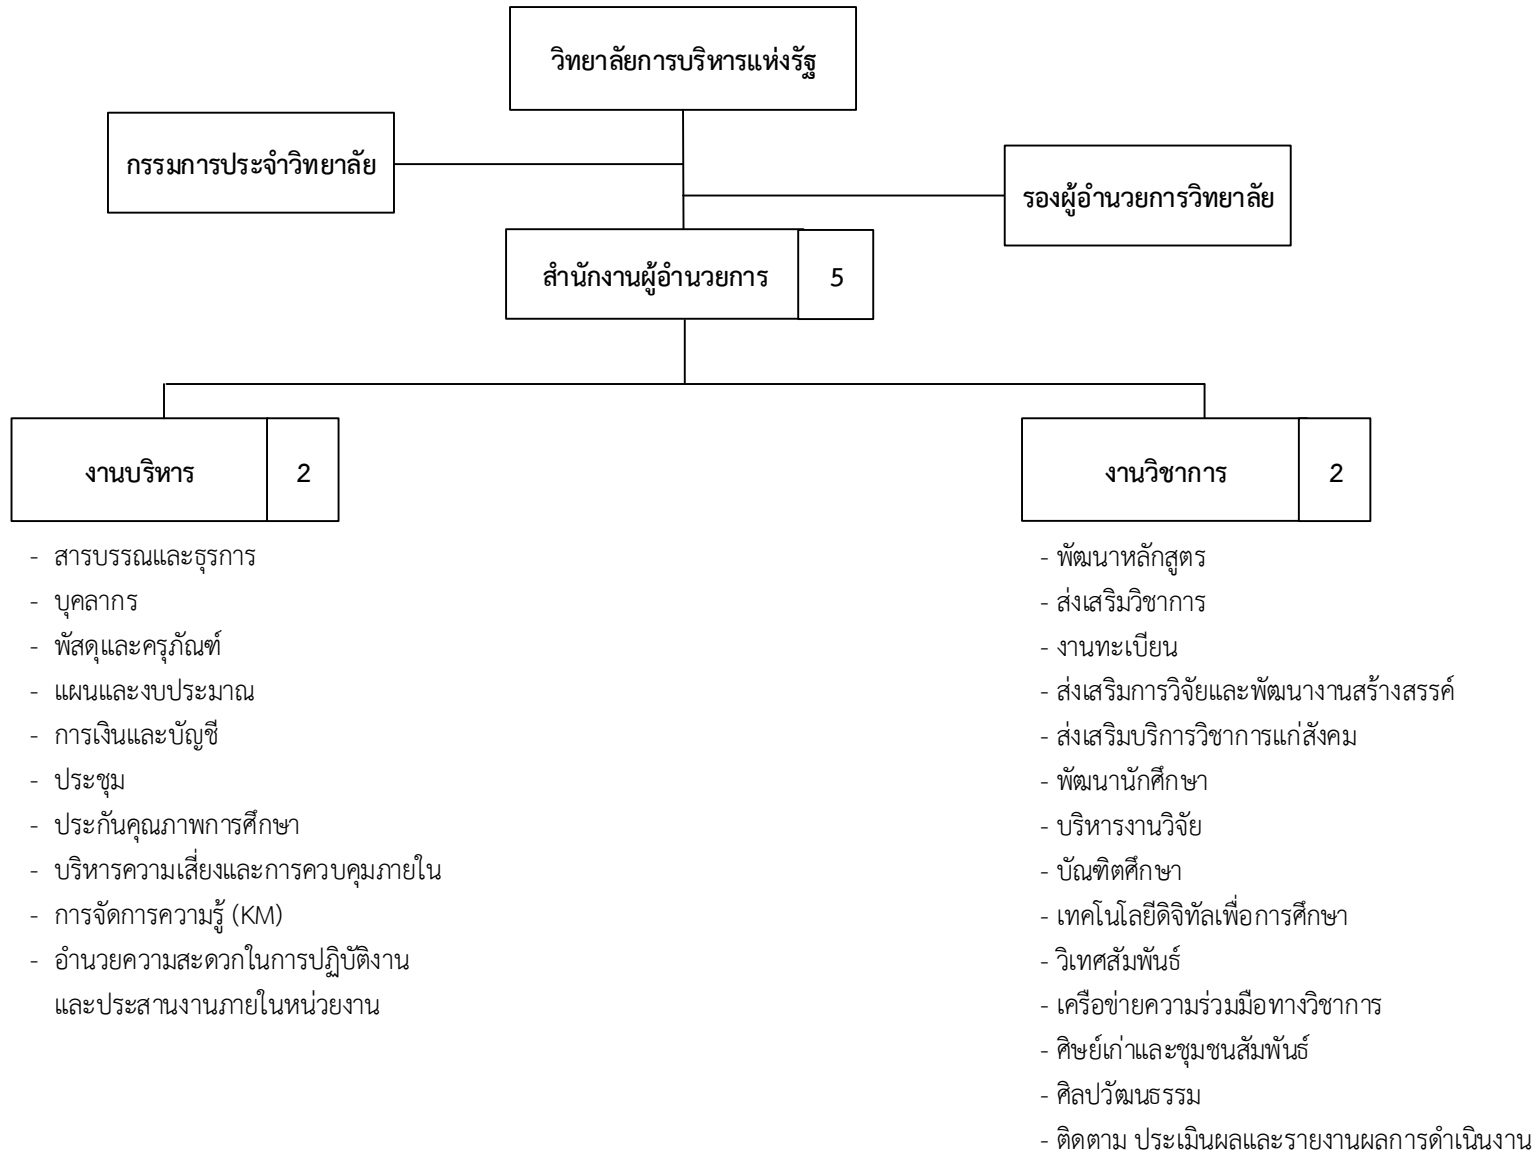 วิทยาลัยการบริหารแห่งรัฐ
กรรมการประจำวิทยาลัย
รองผู้อำนวยการวิทยาลัย
สำนักงานผู้อำนวยการ 5
งานบริหาร 2
- สารบรรณและธุรการ
- บุคลากร
- พัสดุและครุภัณฑ์
- แผนและงบประมาณ
- การเงินและบัญชี
- ประชุม
- ประกันคุณภาพการศึกษา
- บริหารความเสี่ยงและการควบคุมภายใน
- การจัดการความรู้ (KM)
- อำนวยความสะดวกในการปฏิบัติงาน
และประสานงานภายในหน่วยงาน
งานวิชาการ 2
- พัฒนาหลักสูตร
- ส่งเสริมวิชาการ
- งานทะเบียน
- ส่งเสริมการวิจัยและพัฒนางานสร้างสรรค์
- ส่งเสริมบริการวิชาการแก่สังคม
- พัฒนานักศึกษา
- บริหารงานวิจัย
- บัณฑิตศึกษา
- เทคโนโลยีดิจิทัลเพื่อการศึกษา
- วิเทศสัมพันธ์
- เครือข่ายความร่วมมือทางวิชาการ
- ศิษย์เก่าและชุมชนสัมพันธ์
- ศิลปวัฒนธรรม
- ติดตาม ประเมินผลและรายงานผลการดำเนินงาน